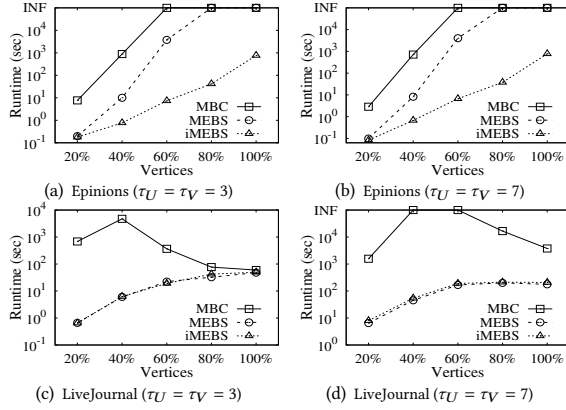 Runtime (sec)
INF
10^4
10^3
10^2
10^1
10^0
10^-1
MBC
MEBS
iMEBS
20% 40% 60% 80% 100%
Vertices
(a) Epinions (τ_U = τ_V = 3)
Runtime (sec)
INF
10^4
10^3
10^2
10^1
10^0
10^-1
MBC
MEBS
iMEBS
20% 40% 60% 80% 100%
Vertices
(b) Epinions (τ_U = τ_V = 7)
Runtime (sec)
10^4
10^3
10^2
10^1
10^0
10^-1
MBC
MEBS
iMEBS
20% 40% 60% 80% 100%
Vertices
(c) LiveJournal (τ_U = τ_V = 3)
Runtime (sec)
INF
10^4
10^3
10^2
10^1
10^0
10^-1
MBC
MEBS
iMEBS
20% 40% 60% 80% 100%
Vertices
(d) LiveJournal (τ_U = τ_V = 7)